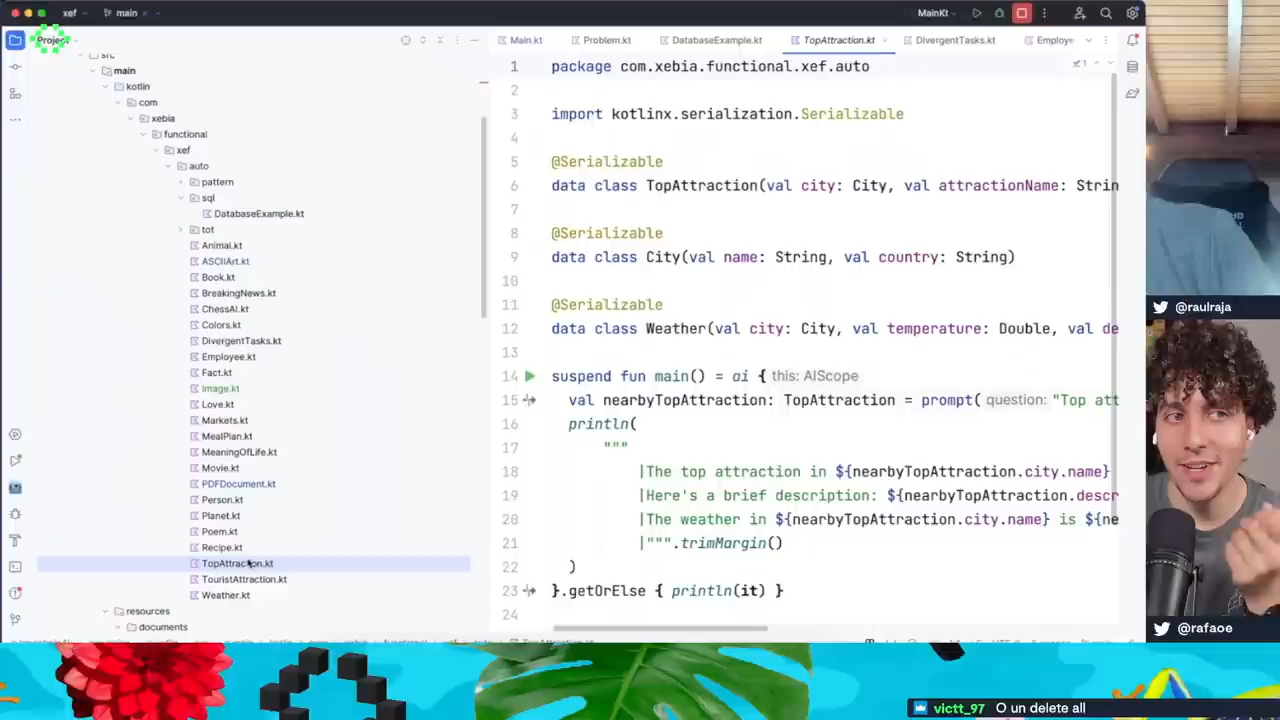 xef
main
MainKt
Project
src
main
kotlin
com
xebia
functional
xef
auto
pattern
sql
DatabaseExample.kt
tot
Animal.kt
ASCIIArt.kt
Book.kt
BreakingNews.kt
ChessAI.kt
Colors.kt
DivergentTasks.kt
Employee.kt
Fact.kt
Image.kt
Love.kt
Markets.kt
MealPlan.kt
MeaningOfLife.kt
Movie.kt
PDFDocument.kt
Person.kt
Planet.kt
Poem.kt
Recipe.kt
TopAttraction.kt
TouristAttraction.kt
Weather.kt
resources
documents
Main.kt
Problem.kt
DatabaseExample.kt
TopAttraction.kt
DivergentTasks.kt
Employe
1
1 package com.xebia.functional.xef.auto
2
3 import kotlinx.serialization.Serializable
4
5 @Serializable
6 data class TopAttraction(val city: City, val attractionName: Strin
7
8 @Serializable
9 data class City(val name: String, val country: String)
10
11 @Serializable
12 data class Weather(val city: City, val temperature: Double, val de
13
14 suspend fun main() = ai { this: AIScope
15 val nearbyTopAttraction: TopAttraction = prompt( question: "Top att
16 println(
17 """
18 |The top attraction in ${nearbyTopAttraction.city.name}
19 |Here's a brief description: ${nearbyTopAttraction.descr
20 |The weather in ${nearbyTopAttraction.city.name} is ${ne
21 |""".trimMargin()
22 )
23 }.getOrElse { println(it) }
24
@raulraja
@rafaoe
victt_97 O un delete all